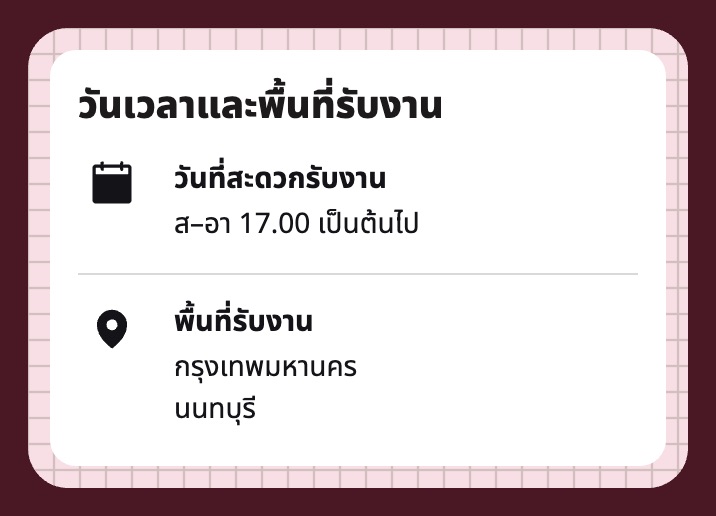 วันเวลาและพื้นที่รับงาน
วันที่สะดวกรับงาน
ส–อา 17.00 เป็นต้นไป
พื้นที่รับงาน
กรุงเทพมหานคร
นนทบุรี